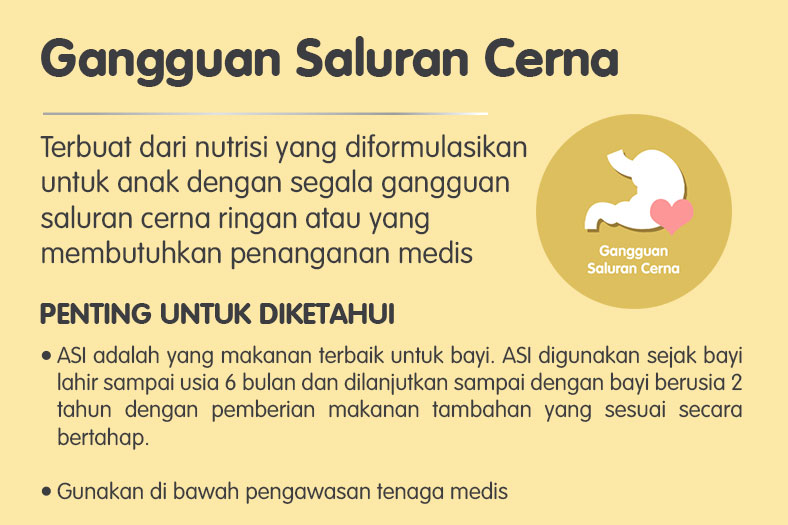 Gangguan Saluran Cerna
Terbuat dari nutrisi yang diformulasikan
untuk anak dengan segala gangguan
saluran cerna ringan atau yang
membutuhkan penanganan medis
Gangguan
Saluran Cerna
PENTING UNTUK DIKETAHUI
• ASI adalah yang makanan terbaik untuk bayi. ASI digunakan sejak bayi
lahir sampai usia 6 bulan dan dilanjutkan sampai dengan bayi berusia 2
tahun dengan pemberian makanan tambahan yang sesuai secara
bertahap.
• Gunakan di bawah pengawasan tenaga medis